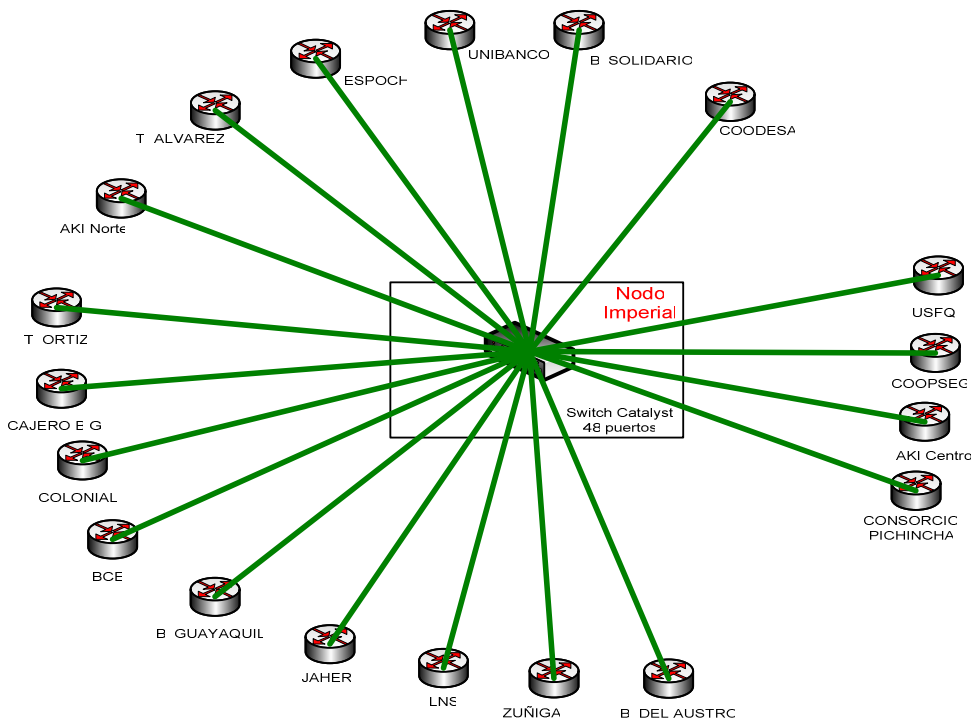 UNIBANCO
B SOLIDARIO
ESPOCH
COODESA
T ALVAREZ
AKI Norte
Nodo
Imperial
USFQ
T ORTIZ
COOPSEG
Switch Catalyst
48 puertos
CAJERO E G
AKI Centro
COLONIAL
CONSORCIO
PICHINCHA
BCE
B GUAYAQUIL
JAHER
LNS
ZUÑIGA
B DEL AUSTRO